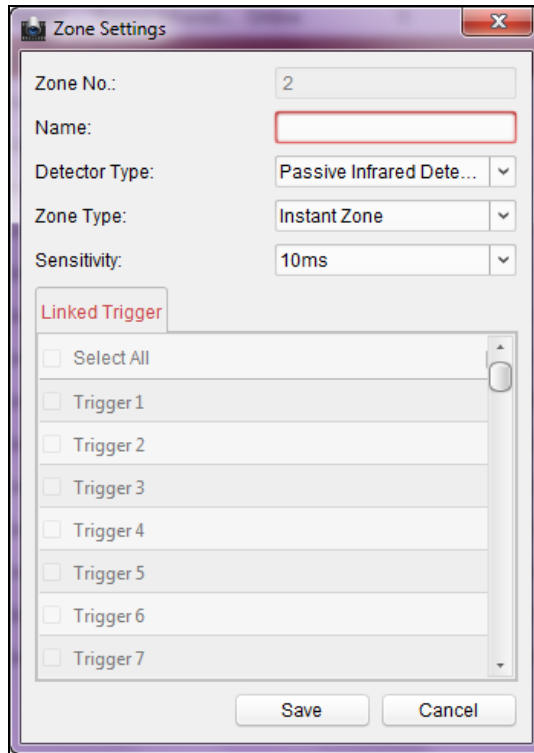 Zone Settings
Zone No.: 2
Name:
Detector Type: Passive Infrared Dete...
Zone Type: Instant Zone
Sensitivity: 10ms
Linked Trigger
Select All
Trigger 1
Trigger 2
Trigger 3
Trigger 4
Trigger 5
Trigger 6
Trigger 7
Save Cancel